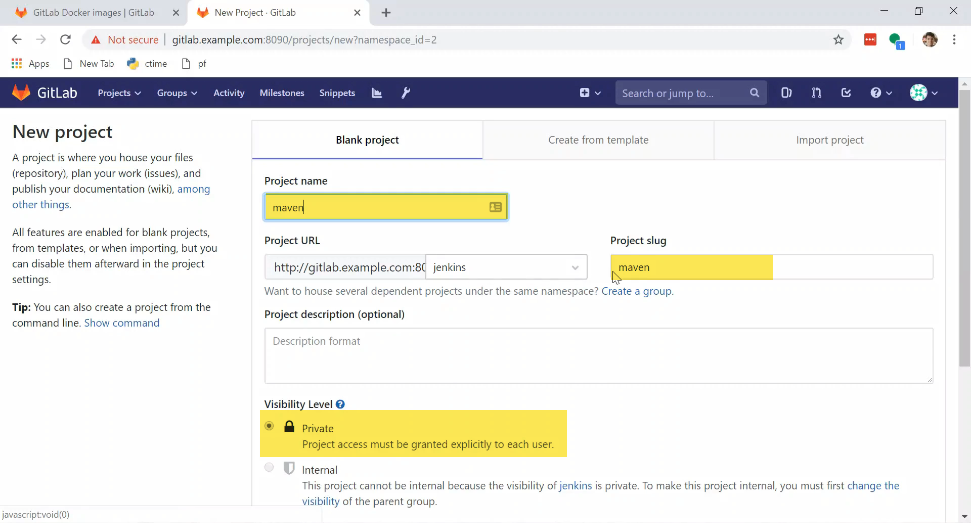 GitLab Docker images | GitLab
New Project · GitLab
Not secure | gitlab.example.com:8090/projects/new?namespace_id=2
1
Apps
New Tab
ctime
pf
GitLab
Projects
Groups
Activity
Milestones
Snippets
Search or jump to...
New project
A project is where you house your files
(repository), plan your work (issues), and
publish your documentation (wiki), among
other things.
All features are enabled for blank projects,
from templates, or when importing, but you
can disable them afterward in the project
settings.
Tip: You can also create a project from the
command line. Show command
Blank project
Create from template
Import project
Project name
maven
Project URL
Project slug
http://gitlab.example.com:80
jenkins
maven
Want to house several dependent projects under the same namespace? Create a group.
Project description (optional)
Description format
Visibility Level
Private
Project access must be granted explicitly to each user.
Internal
This project cannot be internal because the visibility of jenkins is private. To make this project internal, you must first change the
visibility of the parent group.
javascript:void(0)